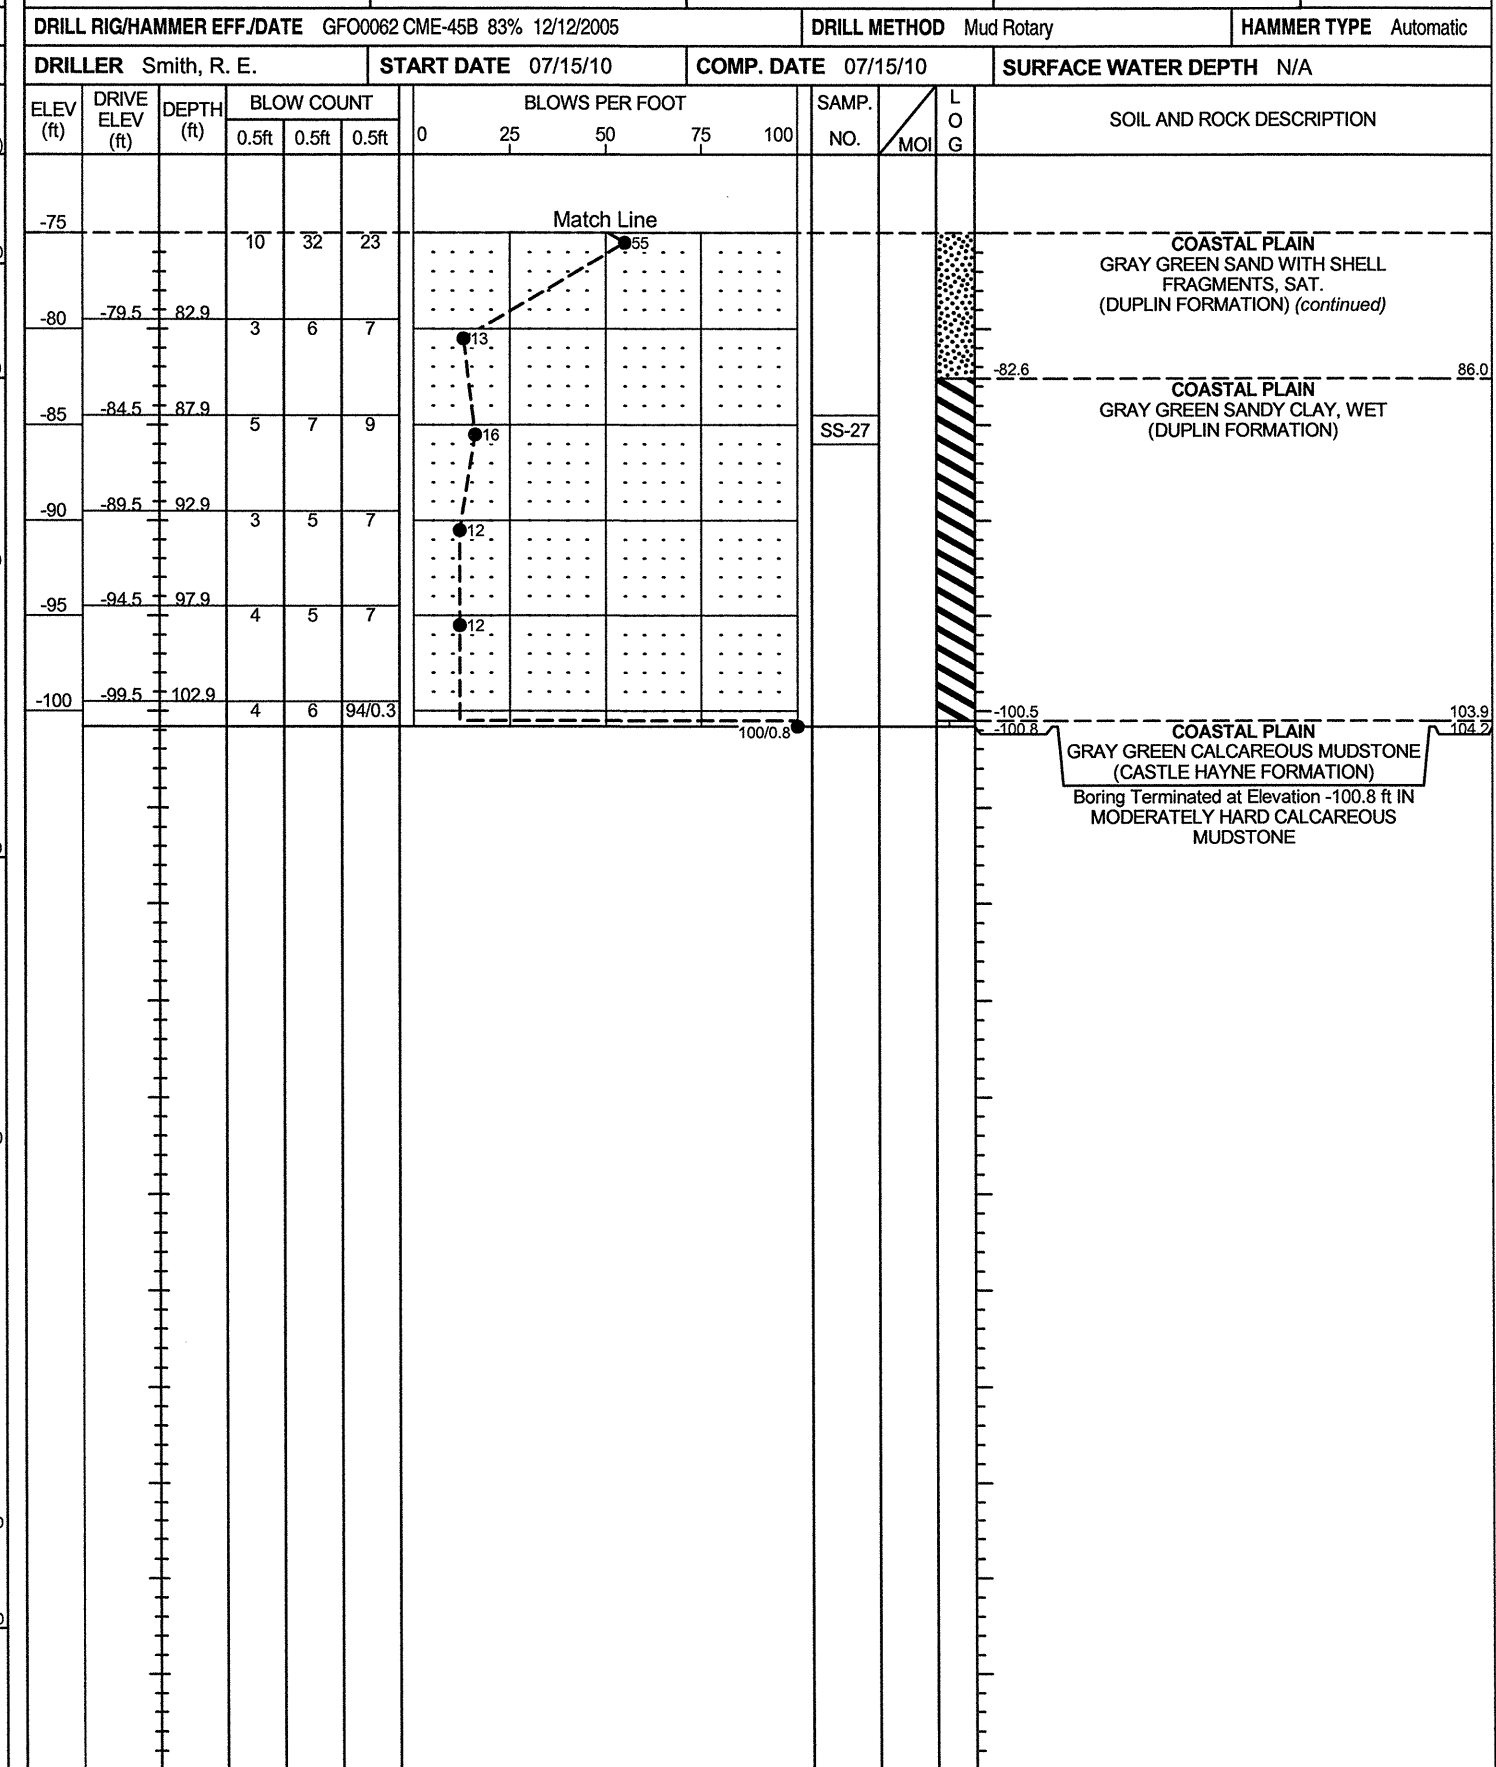 DRILL RIG/HAMMER EFF./DATE GFO0062 CME-45B 83% 12/12/2005 DRILL METHOD Mud Rotary HAMMER TYPE Automatic
DRILLER Smith, R. E. START DATE 07/15/10 COMP. DATE 07/15/10 SURFACE WATER DEPTH N/A
ELEV (ft) DRIVE ELEV (ft) DEPTH (ft) BLOW COUNT BLOWS PER FOOT SAMP. NO. MOI LOG SOIL AND ROCK DESCRIPTION
0.5ft 0.5ft 0.5ft 0 25 50 75 100
-75 Match Line
10 32 23 55 COASTAL PLAIN
GRAY GREEN SAND WITH SHELL
FRAGMENTS, SAT.
(DUPLIN FORMATION) (continued)
-80 -79.5 82.9
3 6 7 13
-82.6 86.0
COASTAL PLAIN
GRAY GREEN SANDY CLAY, WET
(DUPLIN FORMATION)
-85 -84.5 87.9
5 7 9 16 SS-27
-90 -89.5 92.9
3 5 7 12
-95 -94.5 97.9
4 5 7 12
-100 -99.5 102.9
4 6 94/0.3 -100.5 103.9
100/0.8 -100.8 104.2
COASTAL PLAIN
GRAY GREEN CALCAREOUS MUDSTONE
(CASTLE HAYNE FORMATION)
Boring Terminated at Elevation -100.8 ft IN
MODERATELY HARD CALCAREOUS
MUDSTONE